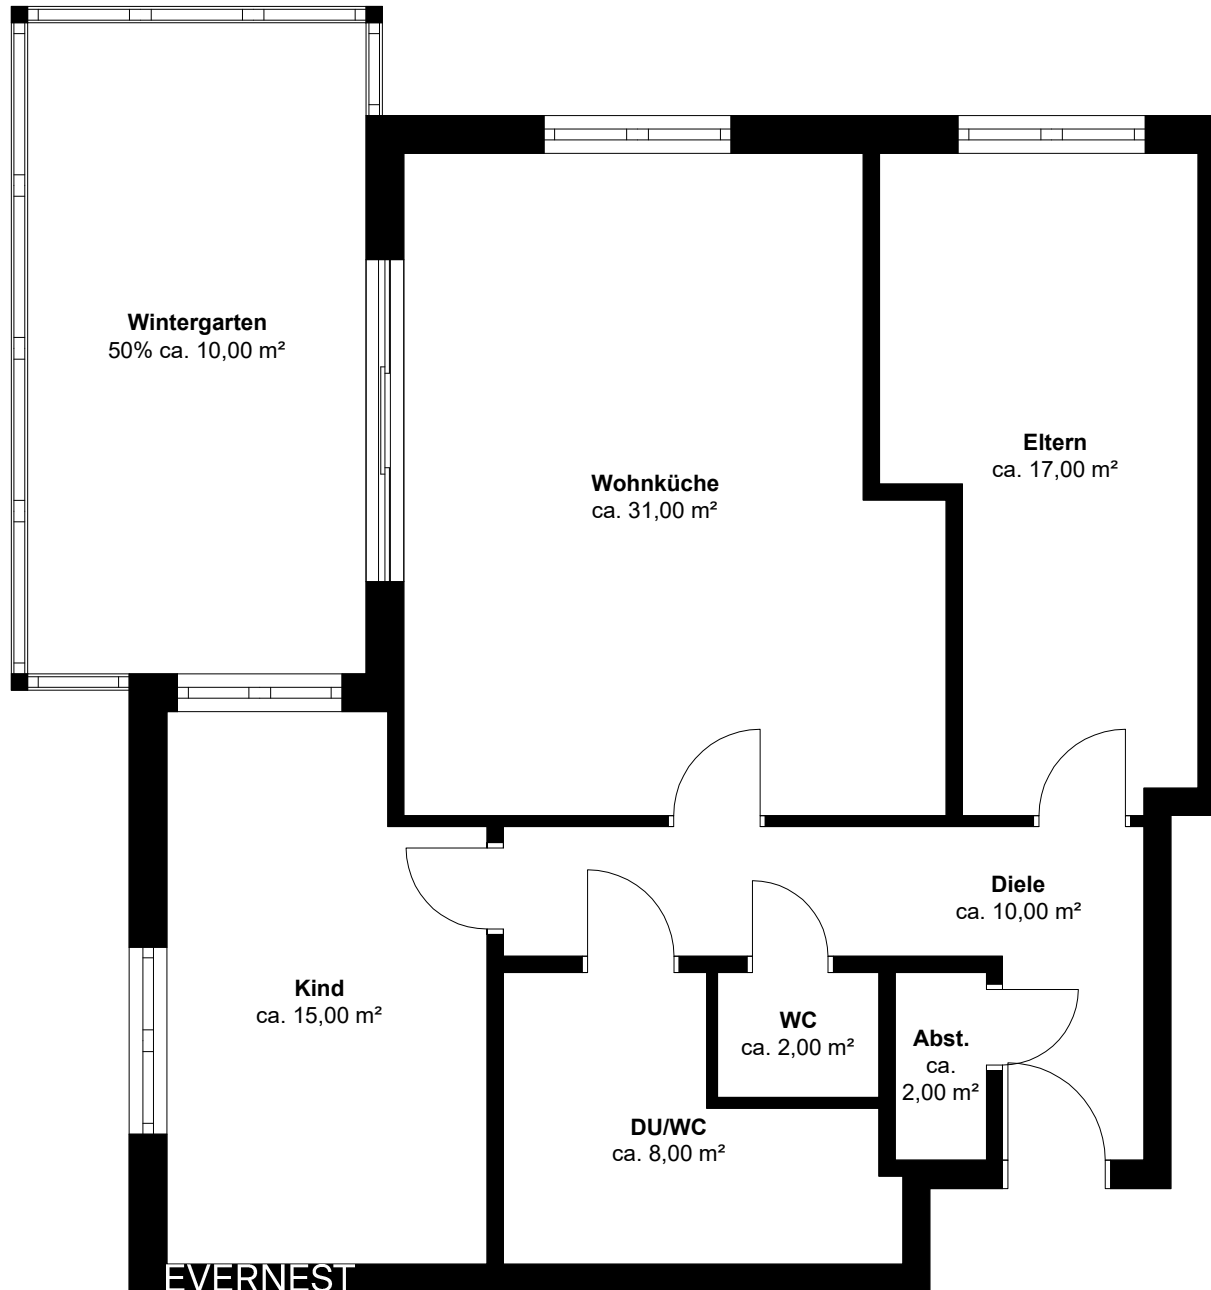 Wintergarten
50% ca. 10,00 m²
Eltern
ca. 17,00 m²
Wohnküche
ca. 31,00 m²
Diele
ca. 10,00 m²
Kind
ca. 15,00 m²
WC
ca. 2,00 m²
Abst.
ca.
2,00 m²
DU/WC
ca. 8,00 m²
EVERNEST